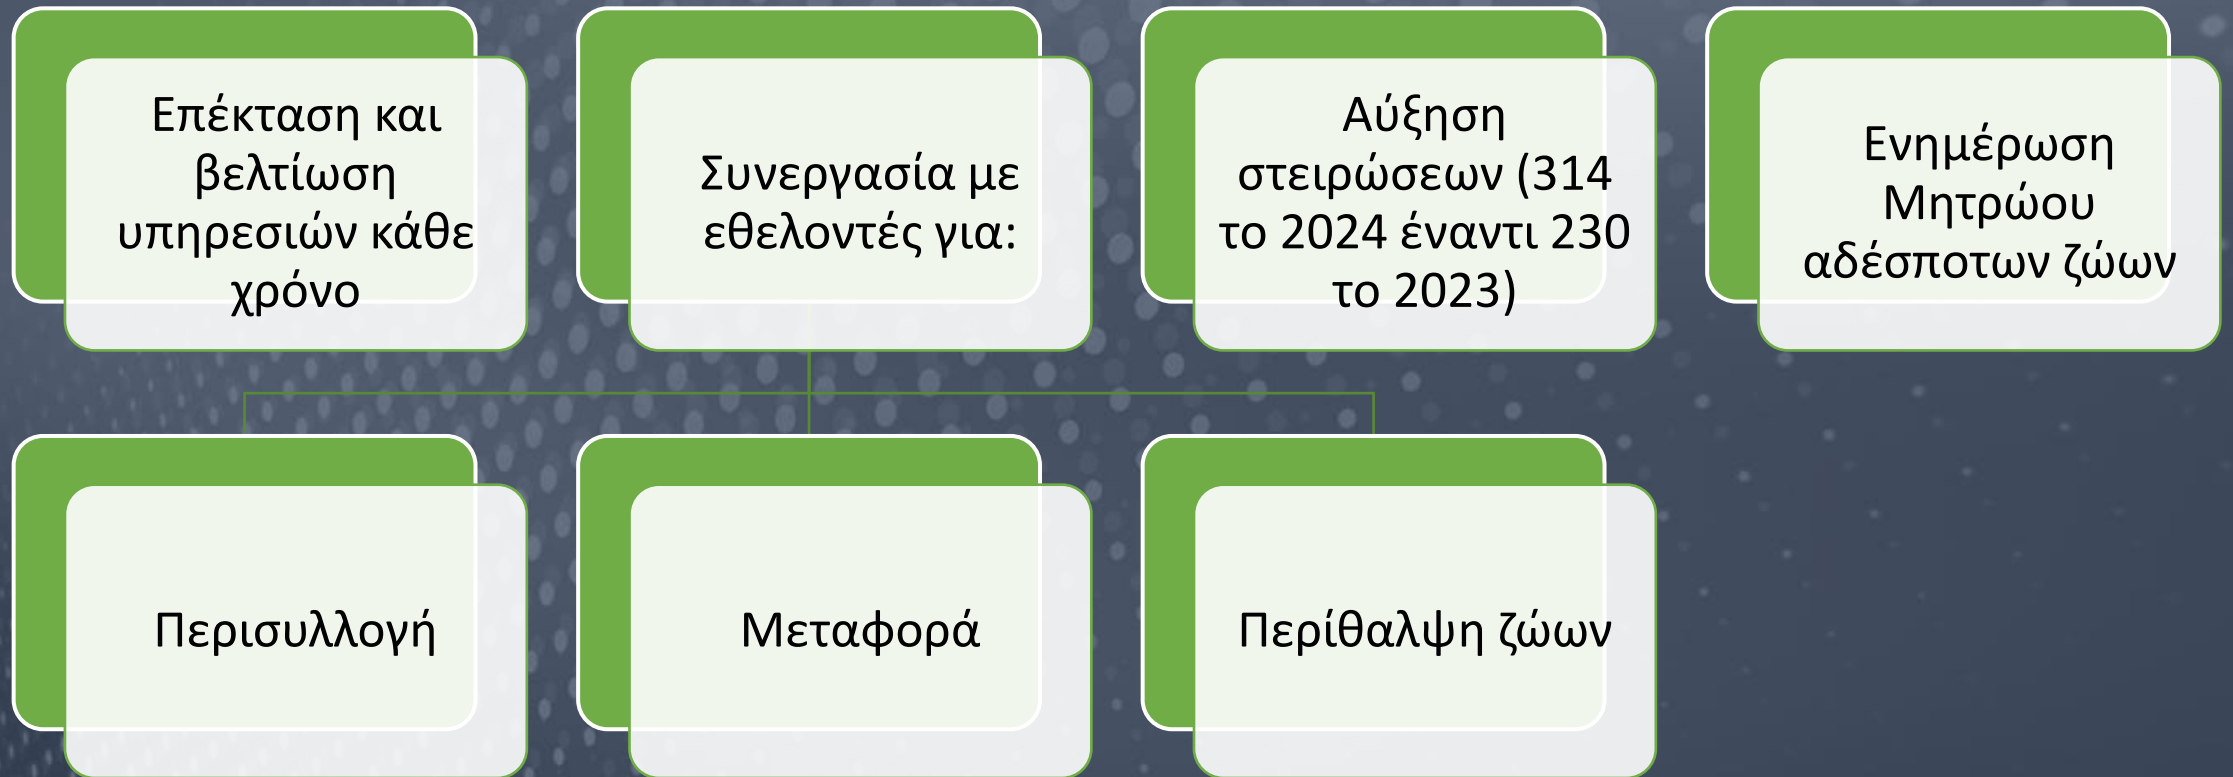 Επέκταση και
βελτίωση
υπηρεσιών κάθε
χρόνο
Συνεργασία με
εθελοντές για:
Αύξηση
στειρώσεων (314
το 2024 έναντι 230
το 2023)
Ενημέρωση
Μητρώου
αδέσποτων ζώων
Περισυλλογή
Μεταφορά
Περίθαλψη ζώων